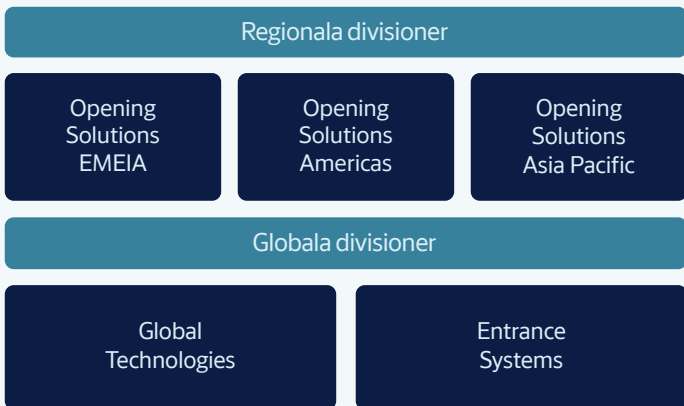 Regionala divisioner
Opening
Solutions
EMEIA
Opening
Solutions
Americas
Opening
Solutions
Asia Pacific
Globala divisioner
Global
Technologies
Entrance
Systems